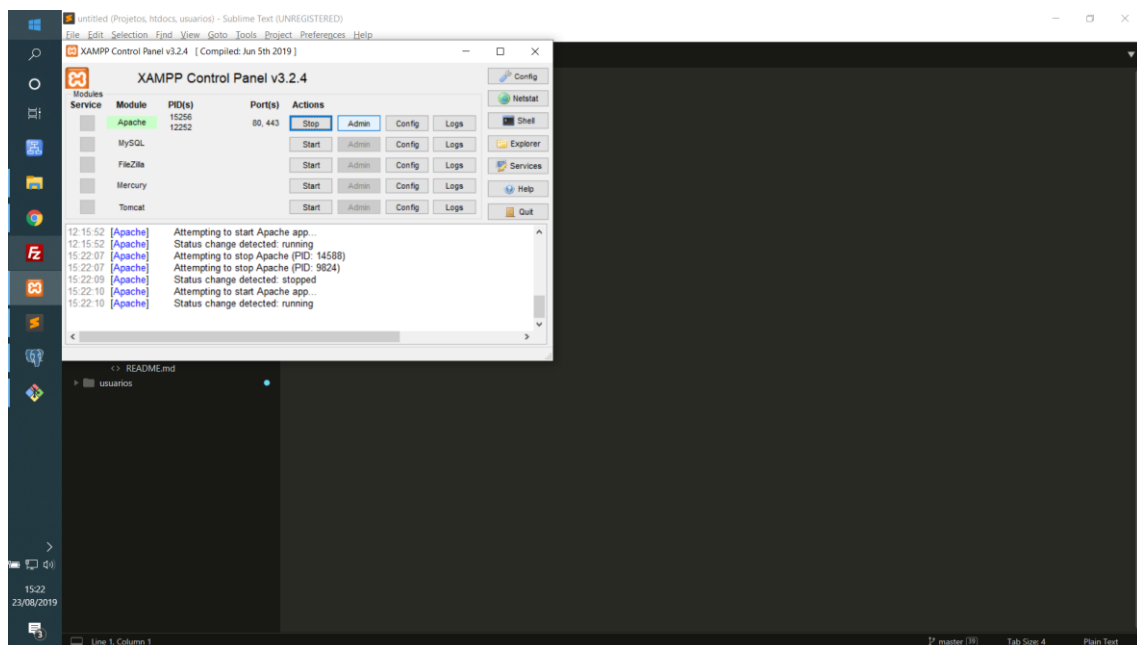 untitled (Projetos, htdocs, usuarios) - Sublime Text (UNREGISTERED)
File Edit Selection Find View Goto Tools Project Preferences Help
XAMPP Control Panel v3.2.4 [ Compiled: Jun 5th 2019 ]
XAMPP Control Panel v3.2.4
Config
Modules
Service Module PID(s) Port(s) Actions
Netstat
Apache 15256 12252 80, 443 Stop Admin Config Logs
Shell
MySQL Start Admin Config Logs
Explorer
FileZilla Start Admin Config Logs
Services
Mercury Start Admin Config Logs
Help
Tomcat Start Admin Config Logs
Quit
12:15:52 [Apache] Attempting to start Apache app...
12:15:52 [Apache] Status change detected: running
15:22:07 [Apache] Attempting to stop Apache (PID: 14588)
15:22:07 [Apache] Attempting to stop Apache (PID: 9824)
15:22:09 [Apache] Status change detected: stopped
15:22:10 [Apache] Attempting to start Apache app...
15:22:10 [Apache] Status change detected: running
<> README.md
usuarios
15:22
23/08/2019
3
Line 1, Column 1
master 39 Tab Size: 4 Plain Text